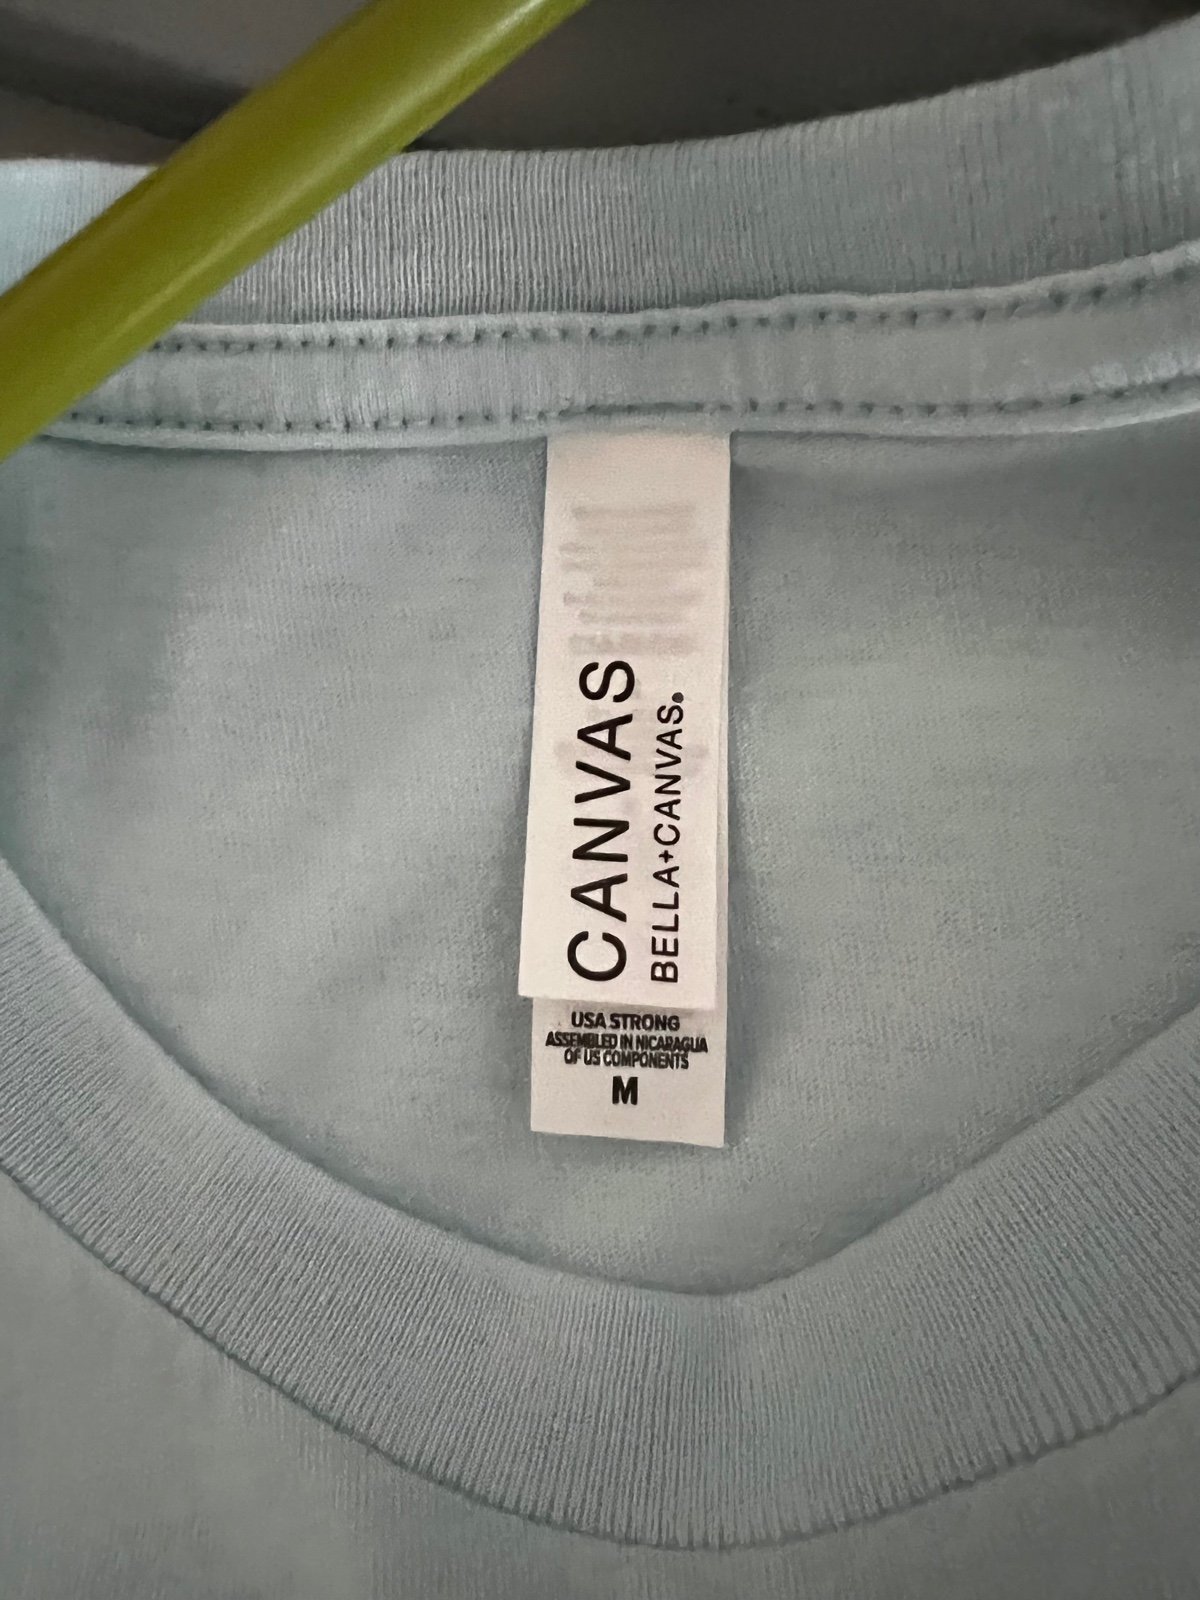 CANVAS
BELLA+CANVAS.
USA STRONG
ASSEMBLED IN NICARAGUA
OF US COMPONENTS
M